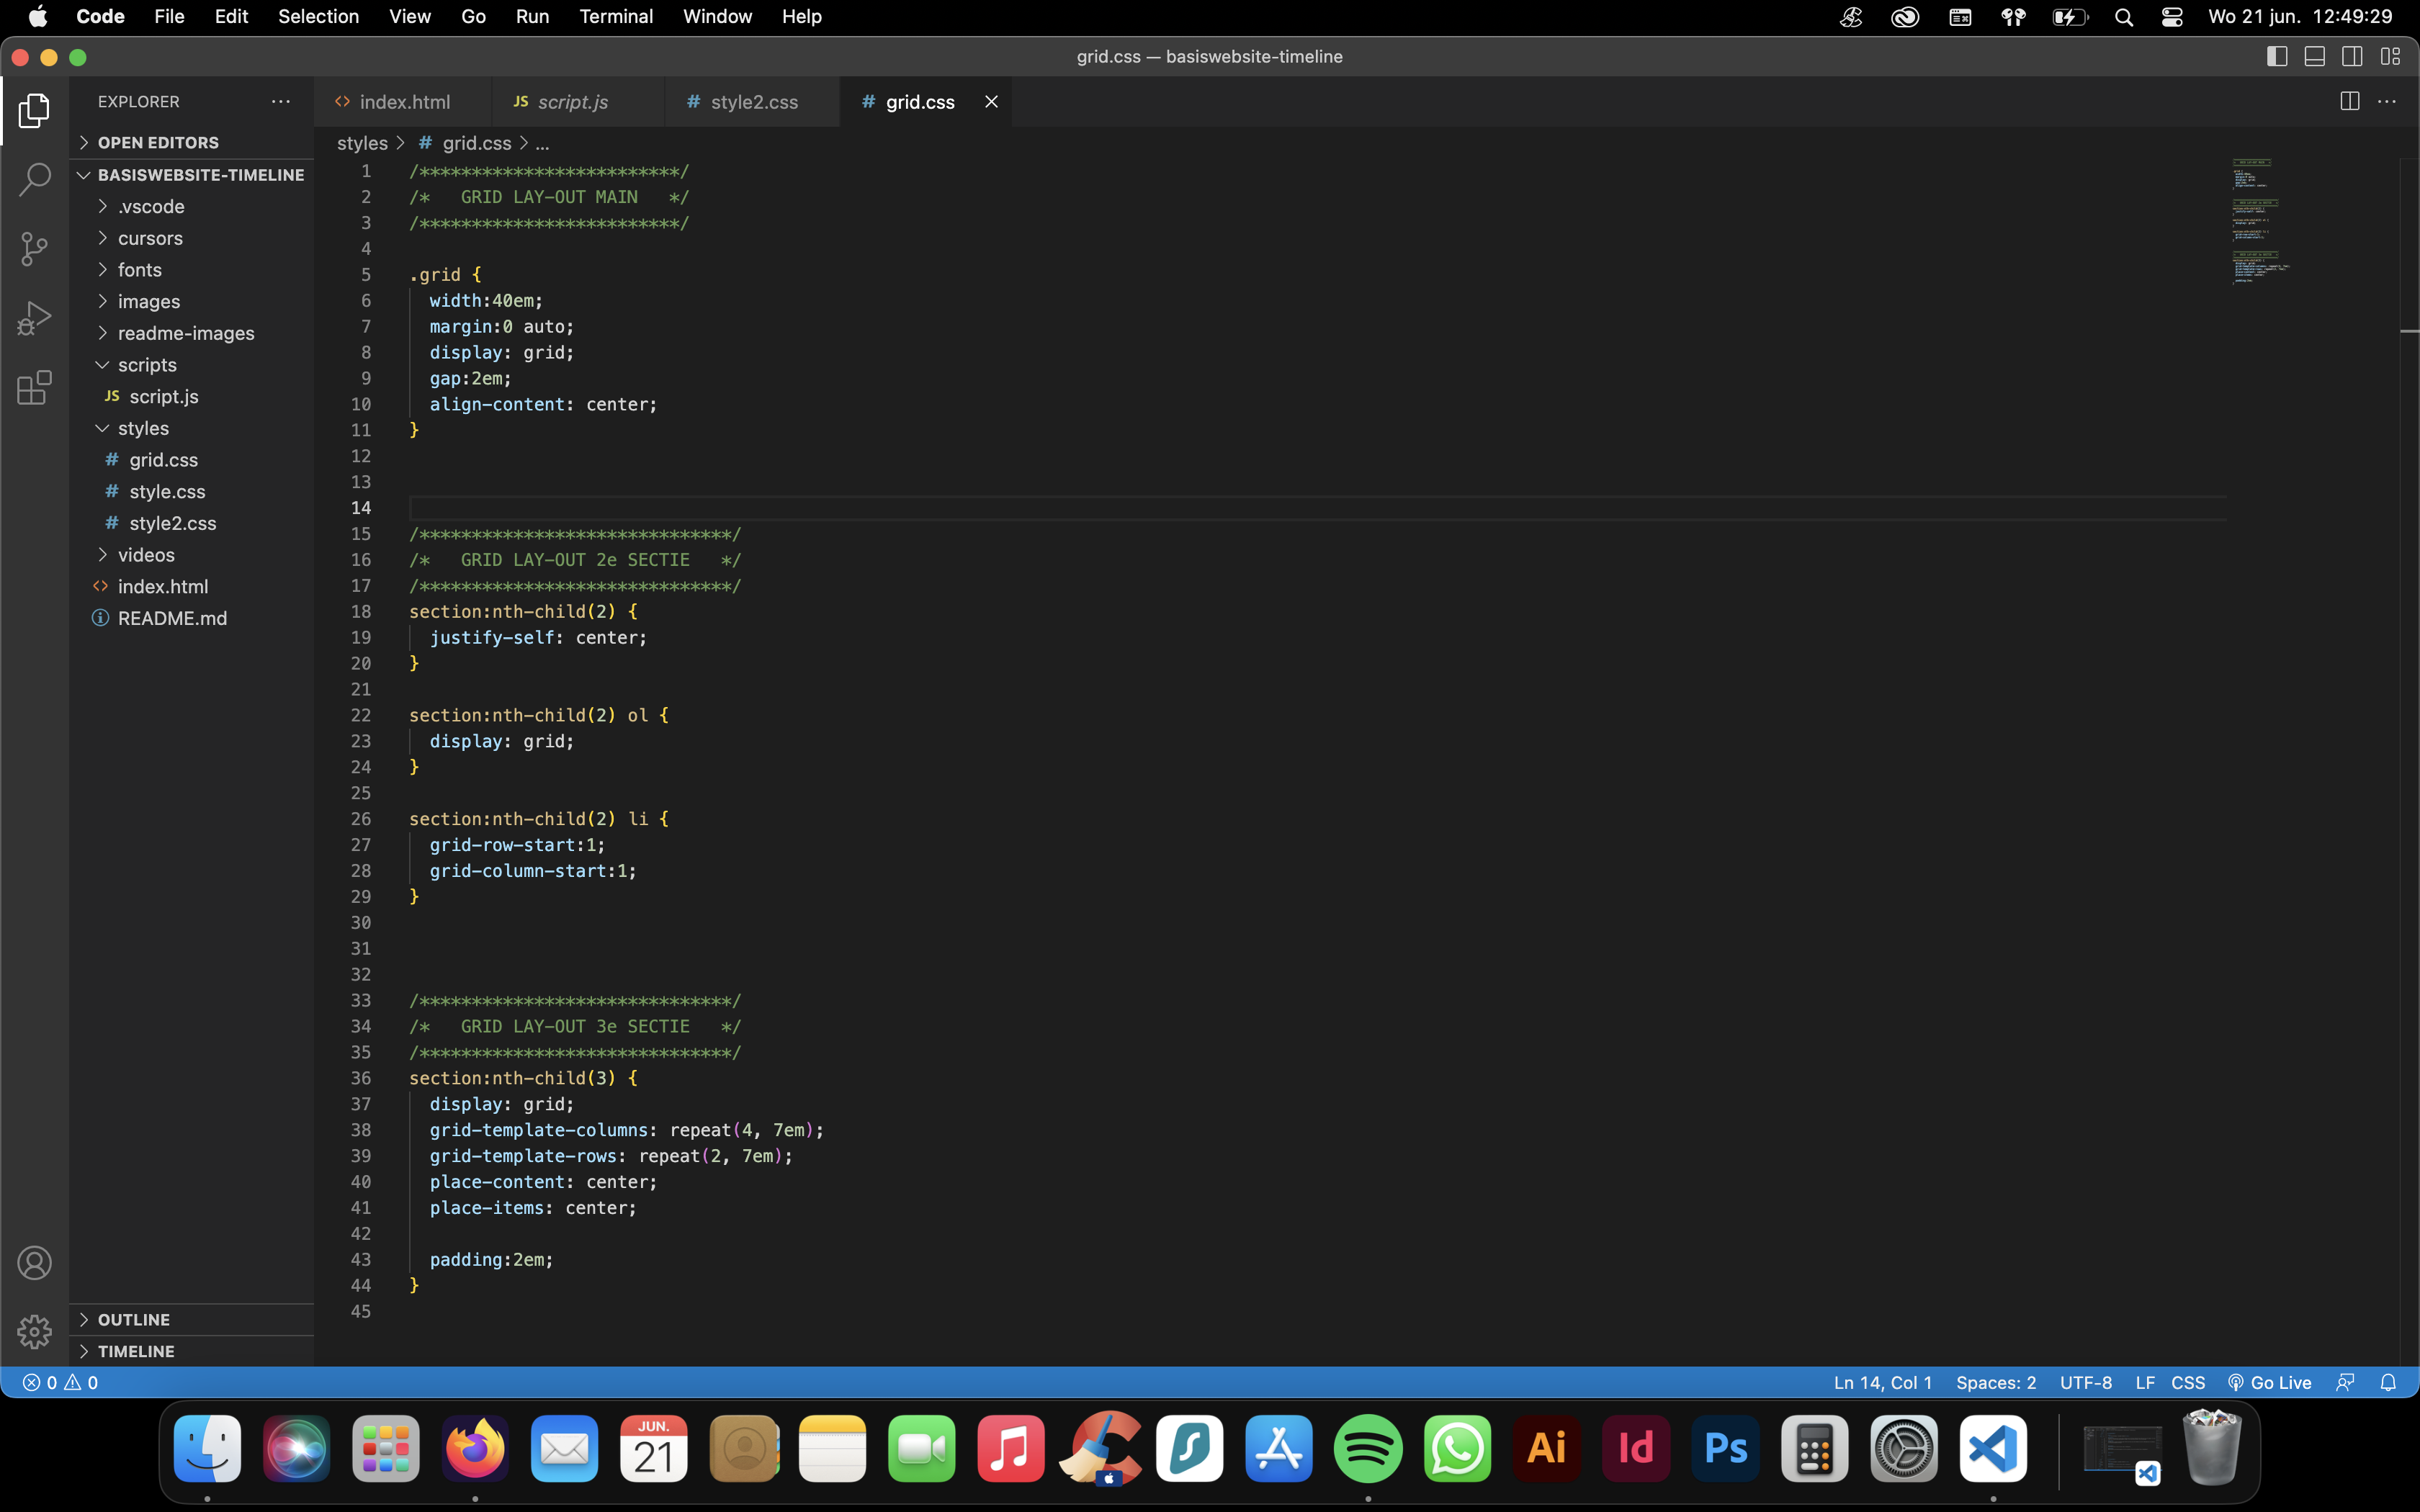 Code File Edit Selection View Go Run Terminal Window Help Wo 21 jun. 12:49:29
grid.css — basiswebsite-timeline
EXPLORER
index.html
JS script.js
# style2.css
# grid.css
OPEN EDITORS
styles > # grid.css > ...
BASISWEBSITE-TIMELINE
.vscode
cursors
fonts
images
readme-images
scripts
JS script.js
styles
# grid.css
# style.css
# style2.css
videos
index.html
README.md
OUTLINE
TIMELINE
1 /*************************/
2 /*   GRID LAY-OUT MAIN   */
3 /*************************/
4
5 .grid {
6   width:40em;
7   margin:0 auto;
8   display: grid;
9   gap:2em;
10   align-content: center;
11 }
12
13
14
15 /******************************/
16 /*   GRID LAY-OUT 2e SECTIE   */
17 /******************************/
18 section:nth-child(2) {
19   justify-self: center;
20 }
21
22 section:nth-child(2) ol {
23   display: grid;
24 }
25
26 section:nth-child(2) li {
27   grid-row-start:1;
28   grid-column-start:1;
29 }
30
31
32
33 /******************************/
34 /*   GRID LAY-OUT 3e SECTIE   */
35 /******************************/
36 section:nth-child(3) {
37   display: grid;
38   grid-template-columns: repeat(4, 7em);
39   grid-template-rows: repeat(2, 7em);
40   place-content: center;
41   place-items: center;
42
43   padding:2em;
44 }
45
0 0 Ln 14, Col 1 Spaces: 2 UTF-8 LF CSS Go Live
JUN.
21
Ai
Id
Ps